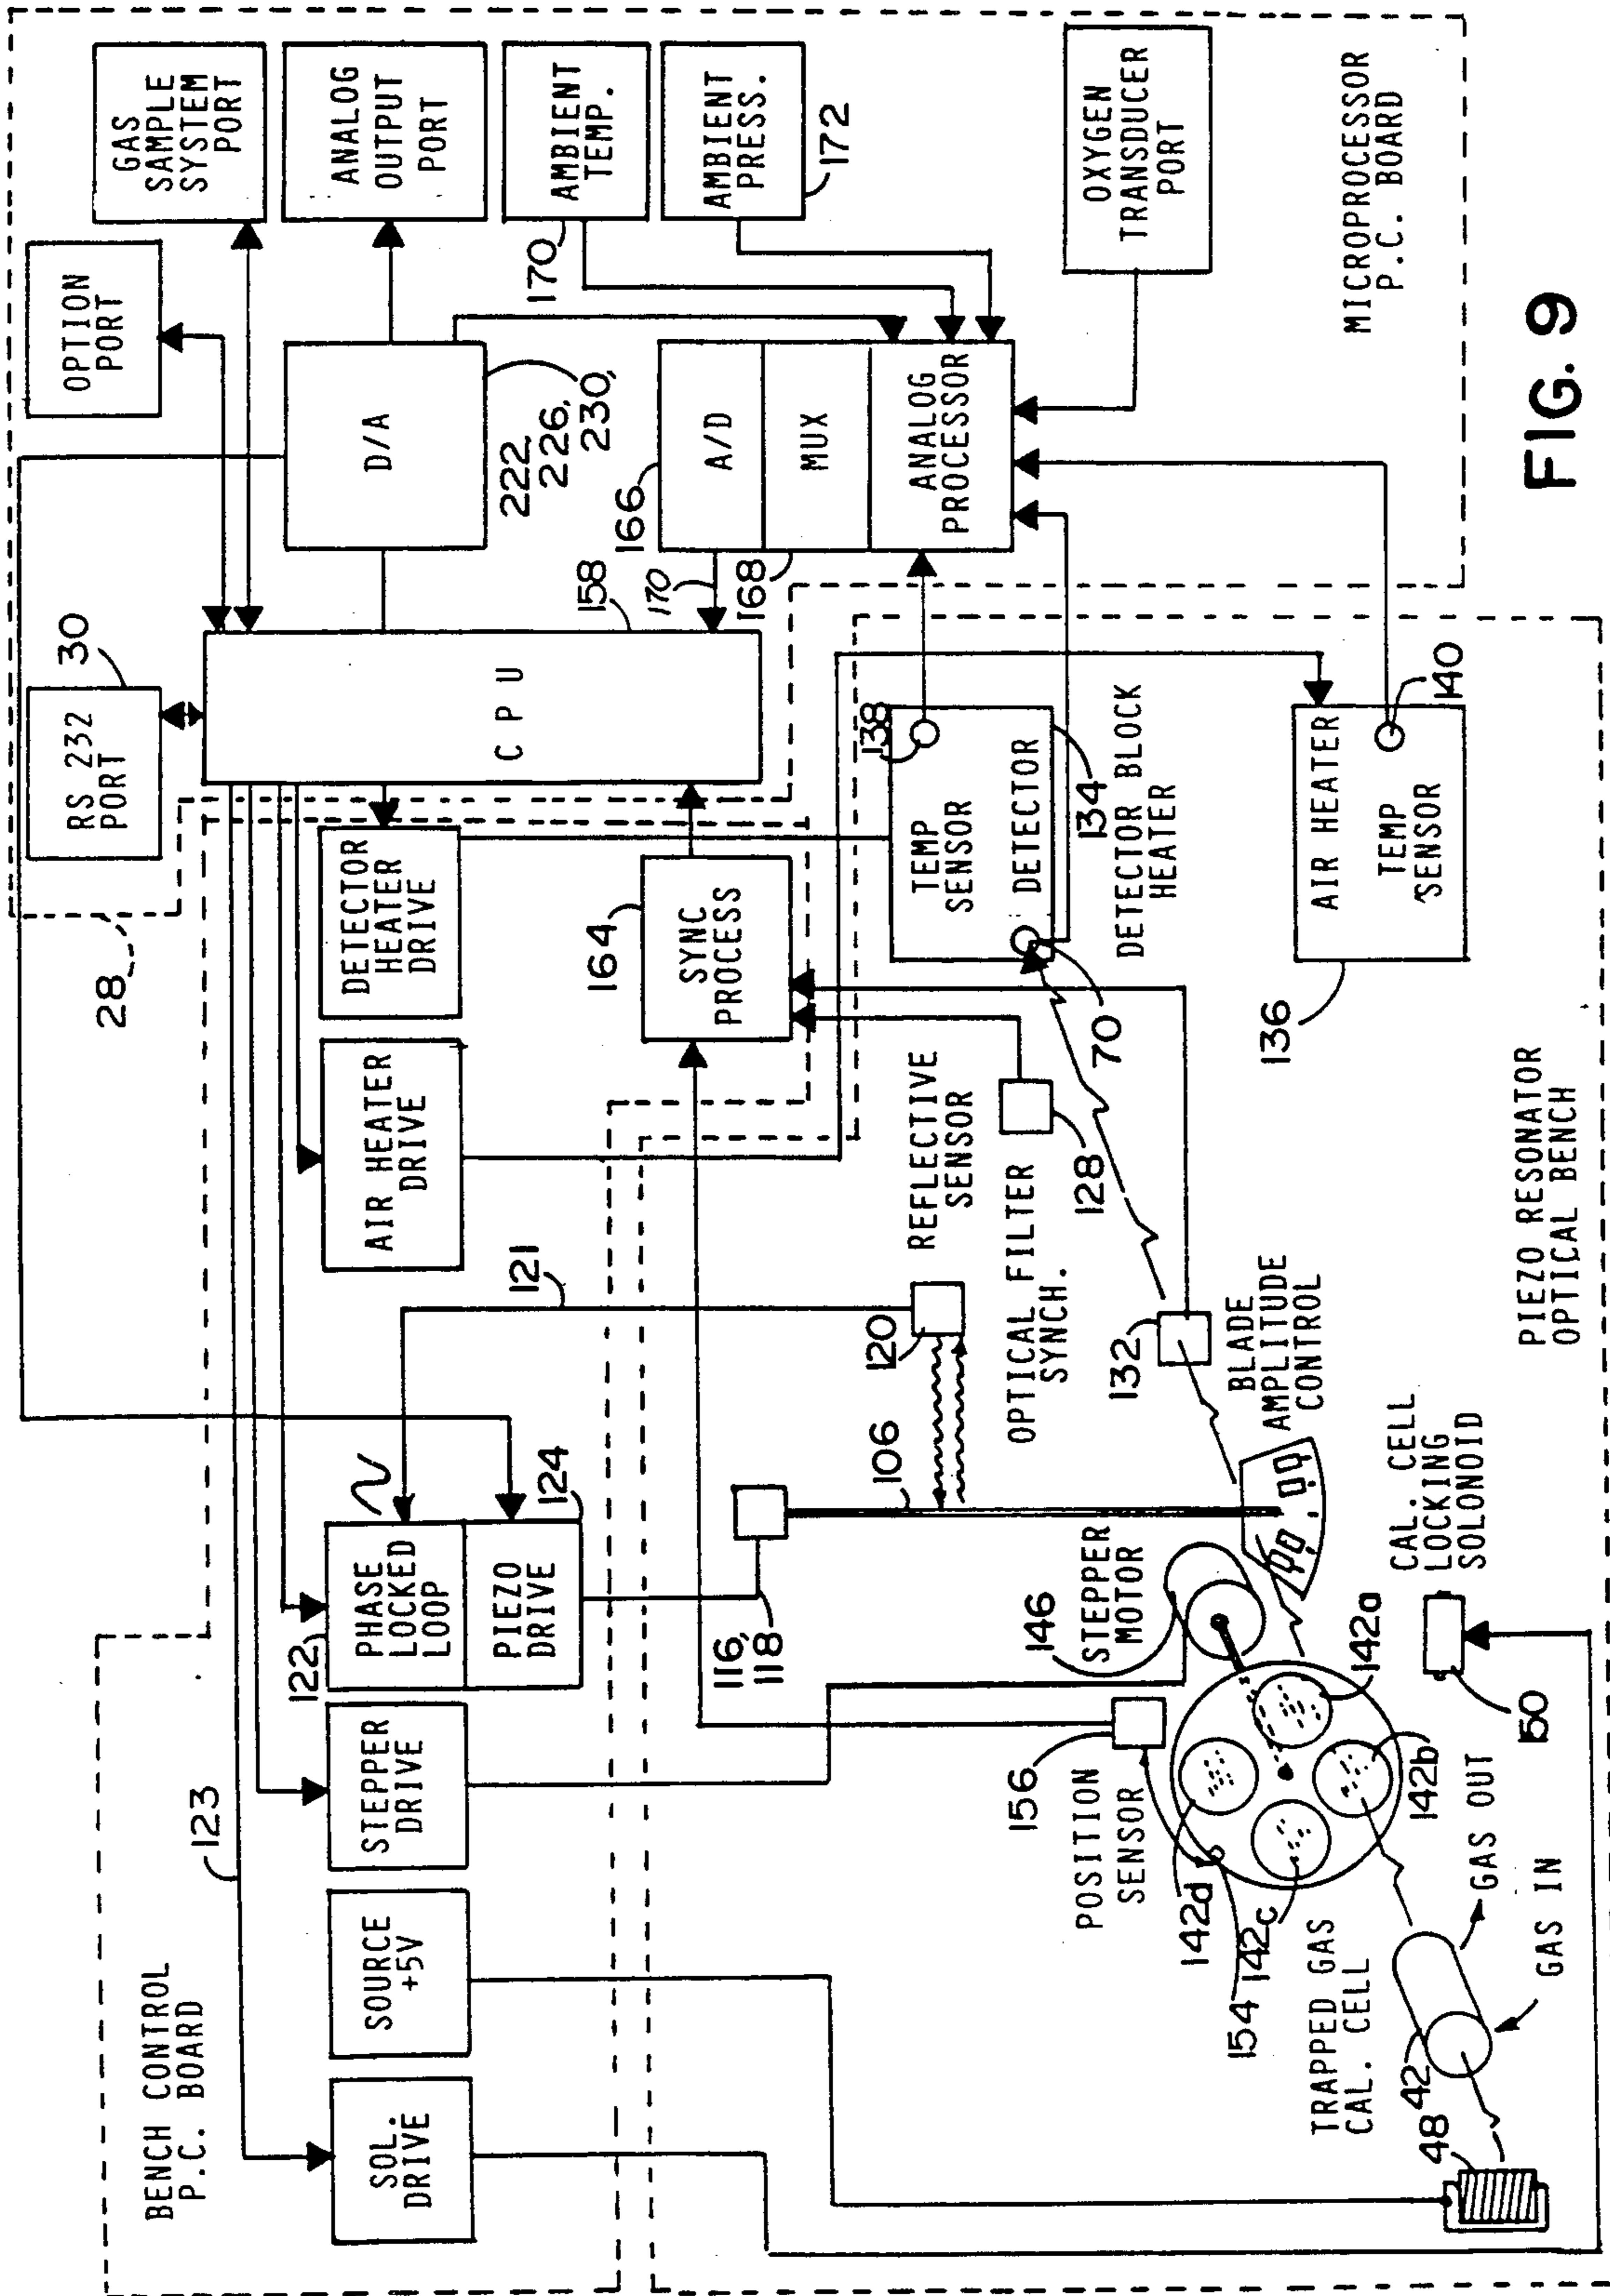 BENCH CONTROL
P.C. BOARD
123
SOL.
DRIVE
SOURCE
+5V
STEPPER
DRIVE
122
PHASE
LOCKED
LOOP
PIEZO
DRIVE
124
121
AIR HEATER
DRIVE
DETECTOR
HEATER
DRIVE
28
164
SYNC
PROCESS
RS 232
PORT
30
C P U
158
OPTION
PORT
GAS
SAMPLE
SYSTEM
PORT
D/A
222,
226,
230,
ANALOG
OUTPUT
PORT
AMBIENT
TEMP.
170
AMBIENT
PRESS.
172
166
A/D
170
168
MUX
ANALOG
PROCESSOR
OXYGEN
TRANSDUCER
PORT
MICROPROCESSOR
P.C. BOARD
138
TEMP
SENSOR
DETECTOR
134
DETECTOR BLOCK
HEATER
70
AIR HEATER
TEMP
SENSOR
140
136
116,
118
106
120
REFLECTIVE
SENSOR
OPTICAL FILTER
SYNCH.
128
132
BLADE
AMPLITUDE
CONTROL
146
STEPPER
MOTOR
156
POSITION
SENSOR
142d
154
142c
142a
142b
CAL. CELL
LOCKING
SOLONOID
150
TRAPPED GAS
CAL. CELL
42
48
GAS OUT
GAS IN
PIEZO RESONATOR
OPTICAL BENCH
FIG. 9